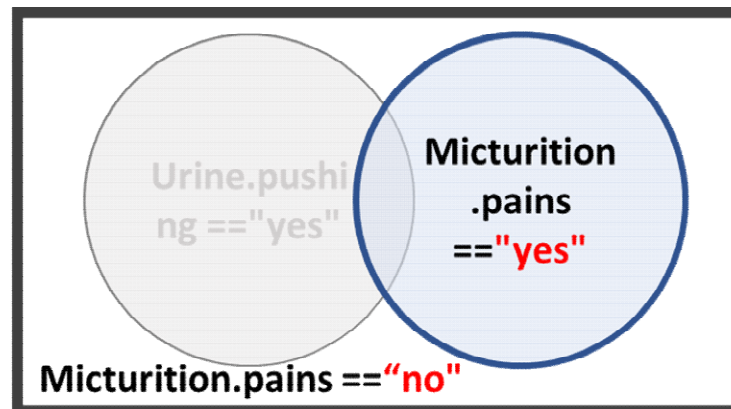 Urine.pushi
ng =="yes"
Micturition
.pains
=="yes"
Micturition.pains ==“no"